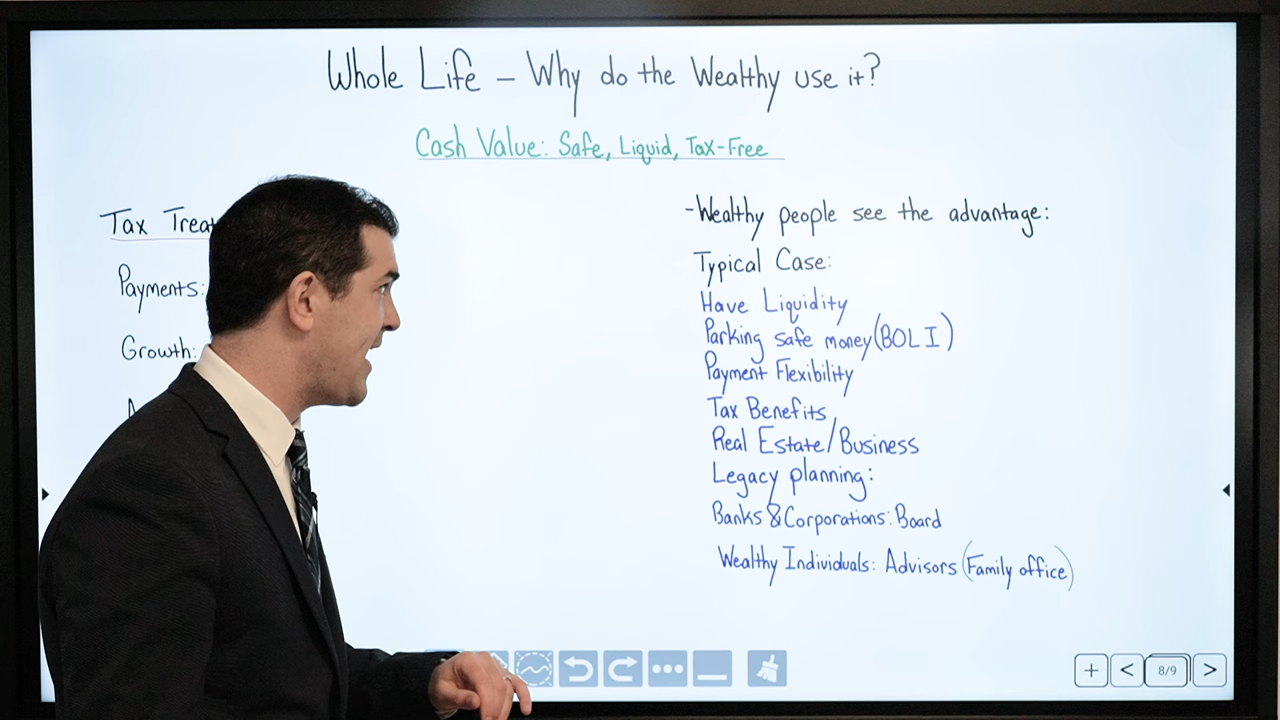 Whole Life – Why do the Wealthy use it?
Cash Value: Safe, Liquid, Tax-Free
Tax
Payments:
Growth:
-Wealthy people see the advantage:
Typical Case:
Have Liquidity
Parking safe money (BOLI)
Payment Flexibility
Tax Benefits
Real Estate/Business
Legacy planning:
Banks & Corporations: Board
Wealthy Individuals: Advisors (Family office)
8/9